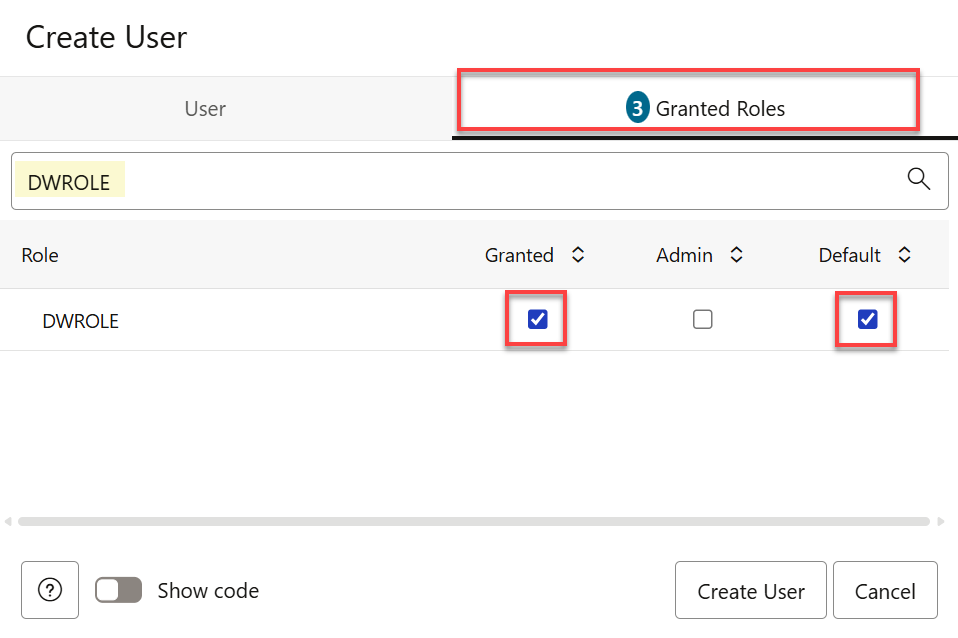 Create User
User
3 Granted Roles
DWROLE
Role Granted Admin Default
DWROLE
? Show code Create User Cancel